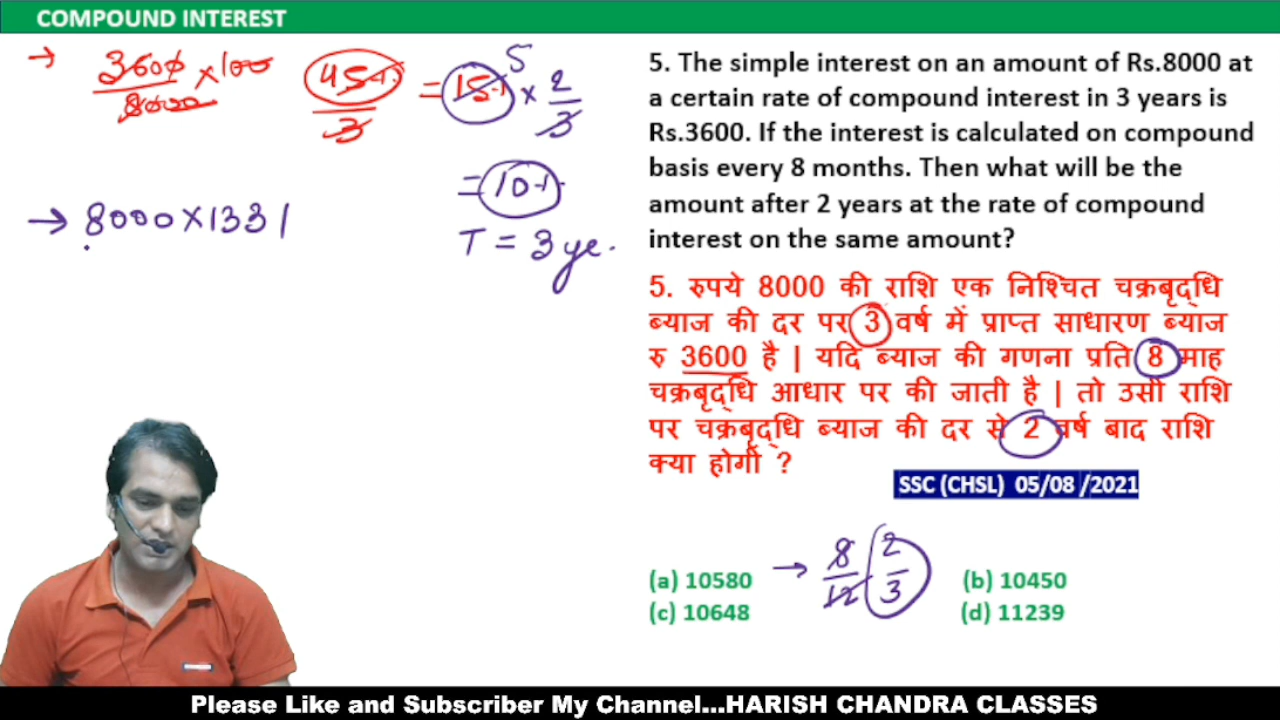 COMPOUND INTEREST
→ 3600/8000 × 100 45%/3 = 15% × 2/3 5
= 10%
→ 8000×1331
T = 3 ye.
5. The simple interest on an amount of Rs.8000 at
a certain rate of compound interest in 3 years is
Rs.3600. If the interest is calculated on compound
basis every 8 months. Then what will be the
amount after 2 years at the rate of compound
interest on the same amount?
5. रुपये 8000 की राशि एक निश्चित चक्रबृद्धि
ब्याज की दर पर 3 वर्ष में प्राप्त साधारण ब्याज
रु 3600 है | यदि ब्याज की गणना प्रति 8 माह
चक्रबृद्धि आधार पर की जाती है | तो उसी राशि
पर चक्रबृद्धि ब्याज की दर से 2 वर्ष बाद राशि
क्या होगी ?
SSC (CHSL) 05/08 /2021
→ 8/12 2/3
(a) 10580 (b) 10450
(c) 10648 (d) 11239
Please Like and Subscriber My Channel...HARISH CHANDRA CLASSES